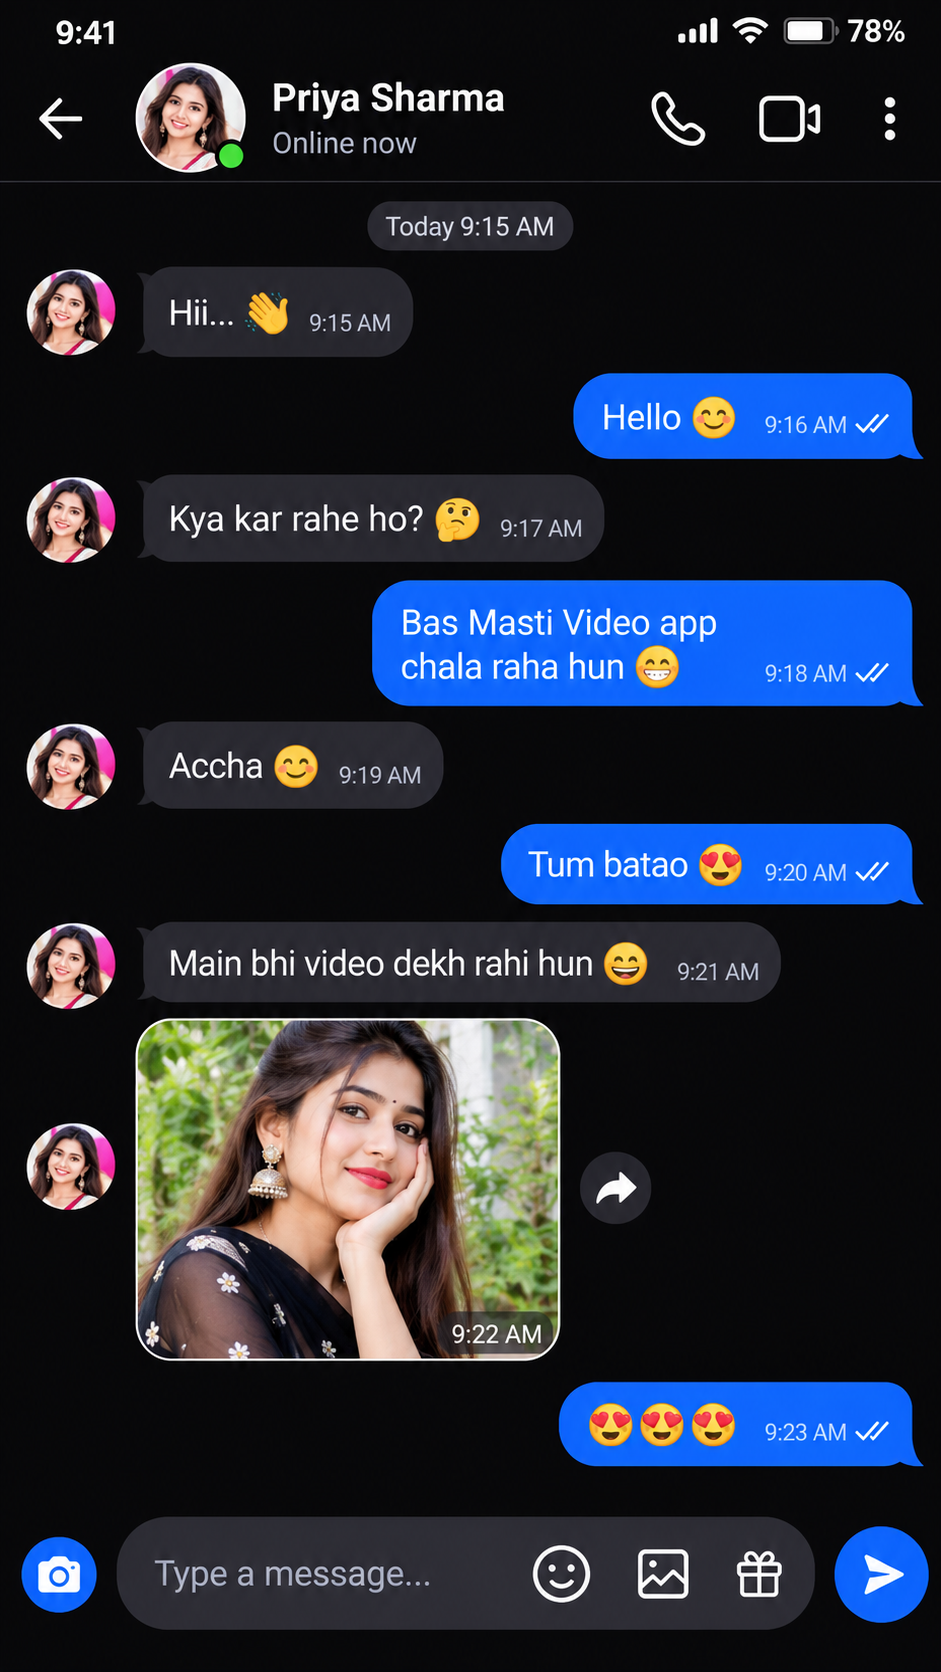 9:41
78%
Priya Sharma
Online now
Today 9:15 AM
Hii... 👋 9:15 AM
Hello 😊 9:16 AM
Kya kar rahe ho? 🤔 9:17 AM
Bas Masti Video app
chala raha hun 😁 9:18 AM
Accha 😊 9:19 AM
Tum batao 😍 9:20 AM
Main bhi video dekh rahi hun 😄 9:21 AM
9:22 AM
😍😍😍 9:23 AM
Type a message...